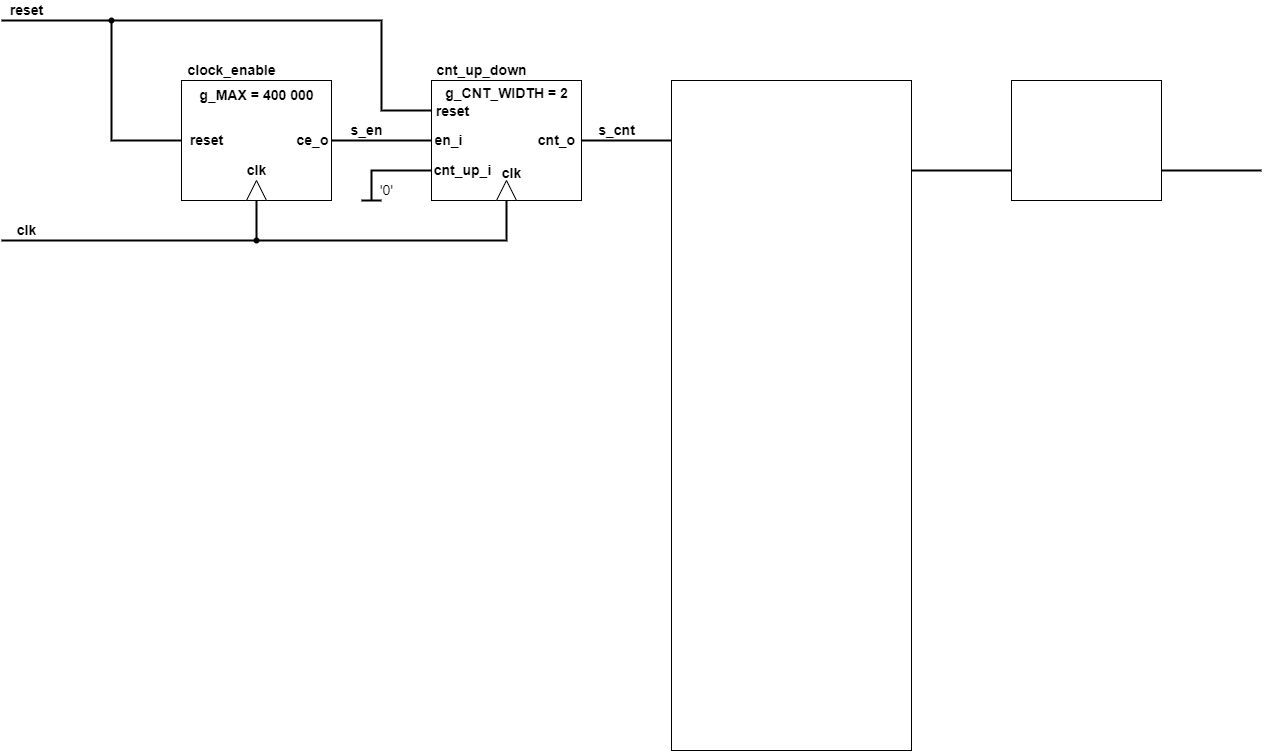 reset
clock_enable
g_MAX = 400 000
reset
ce_o
clk
s_en
cnt_up_down
g_CNT_WIDTH = 2
reset
en_i
cnt_o
cnt_up_i
clk
'0'
s_cnt
clk